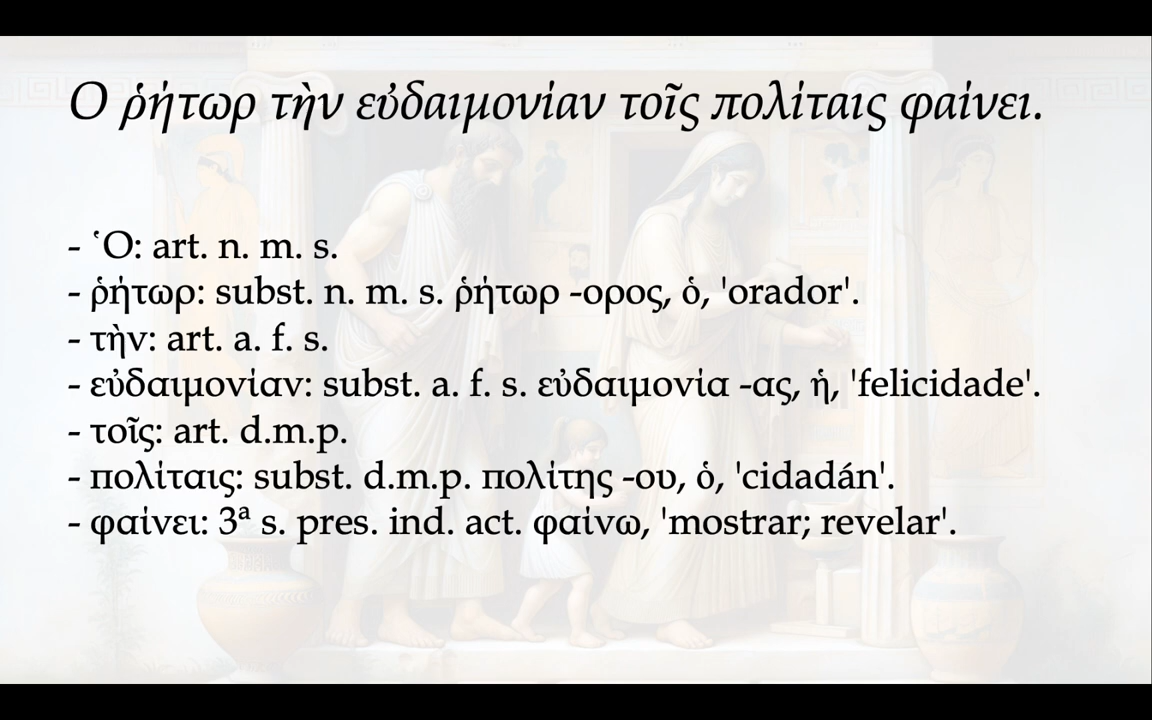 Ο ῥήτωρ τὴν εὐδαιμονίαν τοῖς πολίταις φαίνει.
- ῾Ο: art. n. m. s.
- ῥήτωρ: subst. n. m. s. ῥήτωρ -ορος, ὁ, 'orador'.
- τὴν: art. a. f. s.
- εὐδαιμονίαν: subst. a. f. s. εὐδαιμονία -ας, ἡ, 'felicidade'.
- τοῖς: art. d.m.p.
- πολίταις: subst. d.m.p. πολίτης -ου, ὁ, 'cidadán'.
- φαίνει: 3ª s. pres. ind. act. φαίνω, 'mostrar; revelar'.